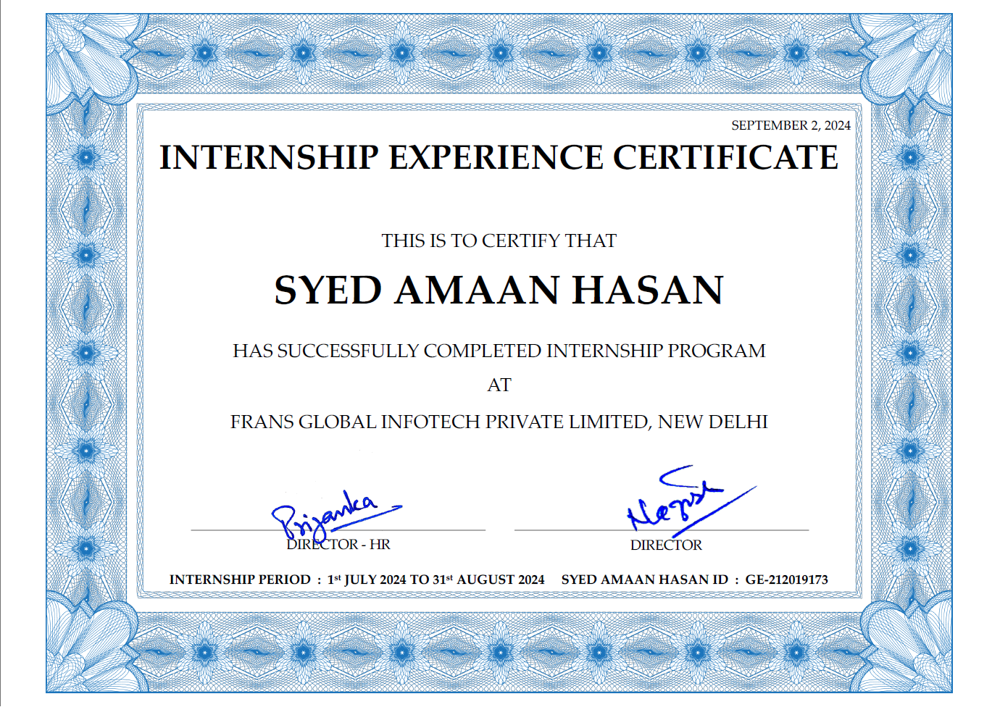 SEPTEMBER 2, 2024
INTERNSHIP EXPERIENCE CERTIFICATE
THIS IS TO CERTIFY THAT
SYED AMAAN HASAN
HAS SUCCESSFULLY COMPLETED INTERNSHIP PROGRAM
AT
FRANS GLOBAL INFOTECH PRIVATE LIMITED, NEW DELHI
Priyanka
DIRECTOR - HR
DIRECTOR
INTERNSHIP PERIOD : 1st JULY 2024 TO 31st AUGUST 2024 SYED AMAAN HASAN ID : GE-212019173